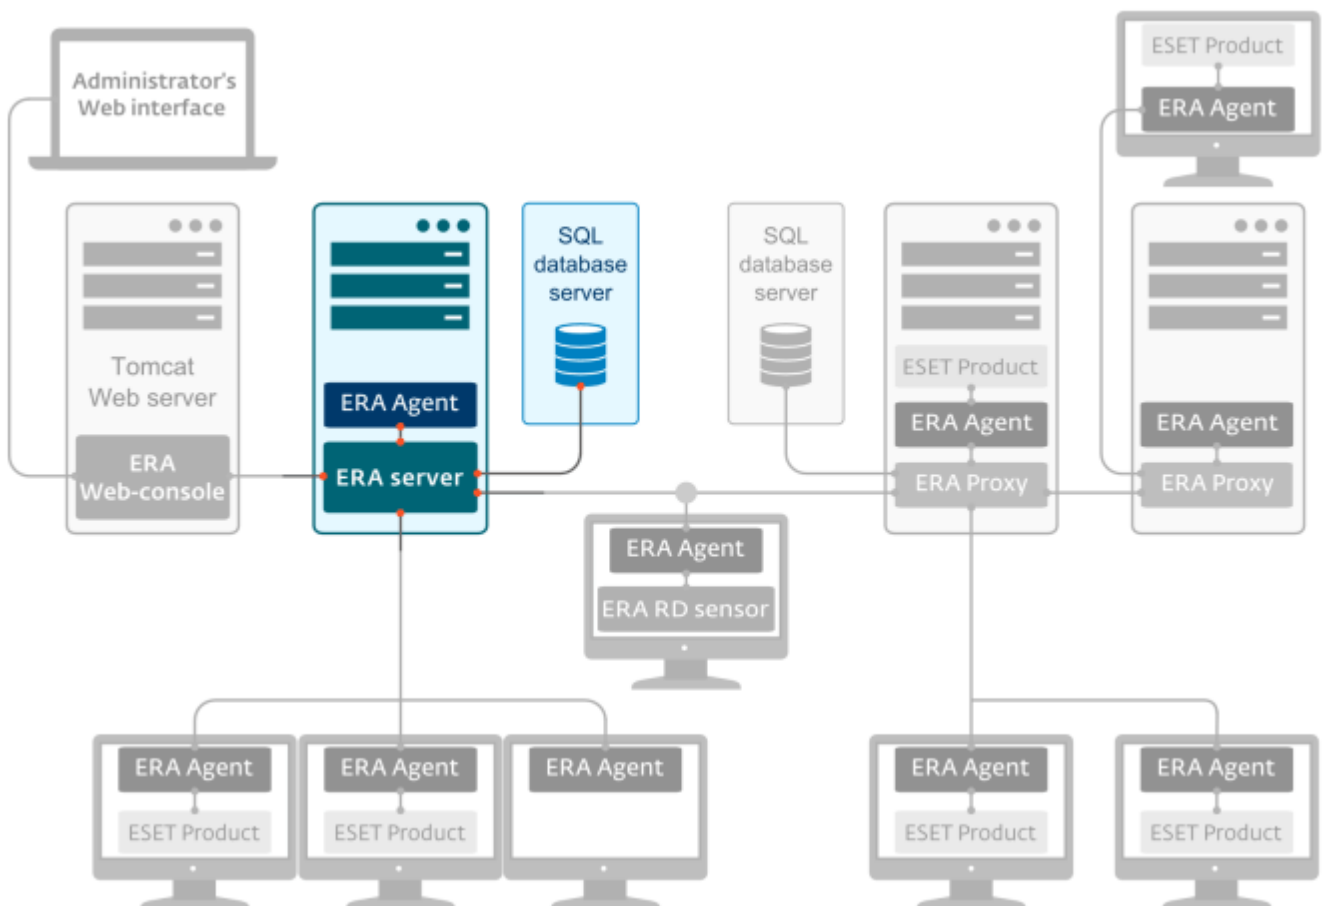 Administrator's
Web interface
ESET Product
ERA Agent
Tomcat
Web server
ERA
Web-console
ERA Agent
ERA server
SQL
database
server
SQL
database
server
ESET Product
ERA Agent
ERA Proxy
ERA Agent
ERA Proxy
ERA Agent
ERA RD sensor
ERA Agent
ESET Product
ERA Agent
ESET Product
ERA Agent
ERA Agent
ESET Product
ERA Agent
ESET Product